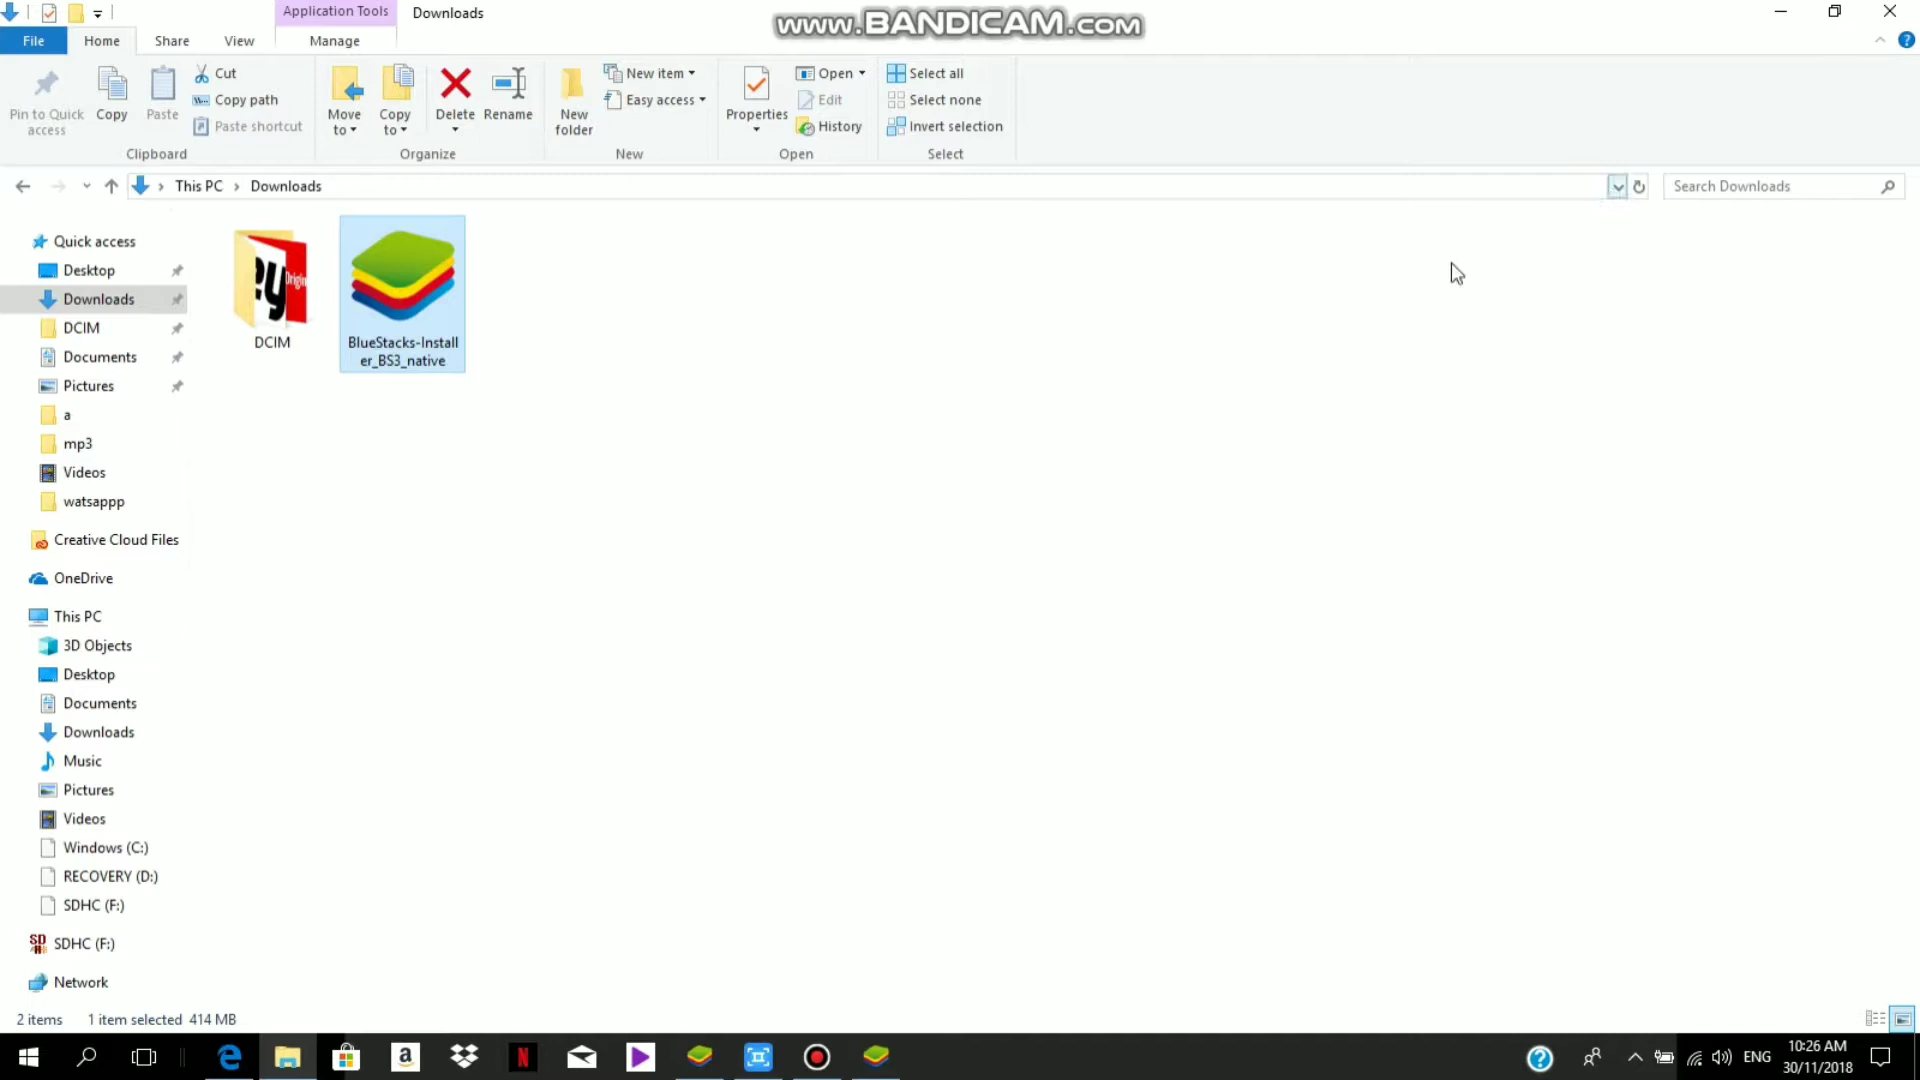 Application Tools
Downloads
www.BANDICAM.com
File
Home
Share
View
Manage
Pin to Quick
access
Copy
Paste
Cut
Copy path
Paste shortcut
Clipboard
Move
to
Copy
to
Delete
Rename
Organize
New
folder
New item
Easy access
New
Properties
Open
Edit
History
Open
Select all
Select none
Invert selection
Select
This PC
Downloads
Search Downloads
Quick access
Desktop
Downloads
DCIM
Documents
Pictures
a
mp3
Videos
watsappp
Creative Cloud Files
OneDrive
This PC
3D Objects
Desktop
Documents
Downloads
Music
Pictures
Videos
Windows (C:)
RECOVERY (D:)
SDHC (F:)
SDHC (F:)
Network
ey
Origin
DCIM
BlueStacks-Install
er_BS3_native
2 items
1 item selected 414 MB
ENG
10:26 AM
30/11/2018